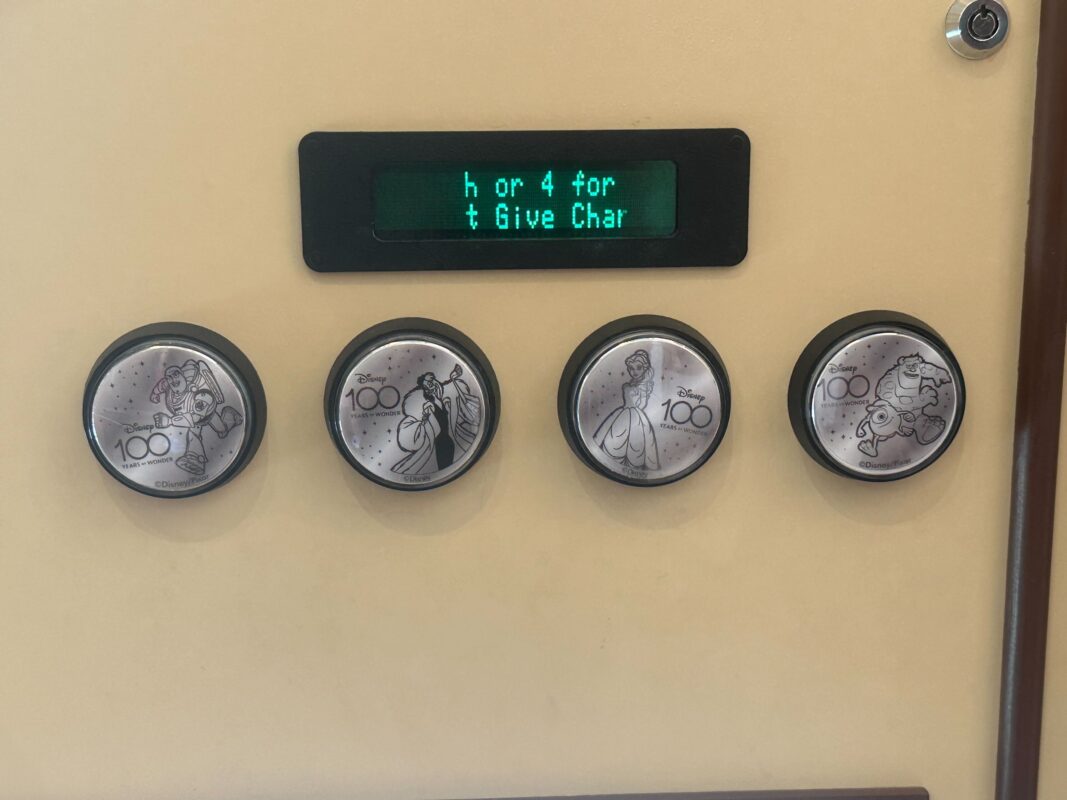 h or 4 for
t Give Char
Disney
100
YEARS OF WONDER
©Disney/Pixar
Disney
100
YEARS OF WONDER
©Disney
Disney
100
YEARS OF WONDER
©Disney
Disney
100
YEARS OF WONDER
©Disney/Pixar